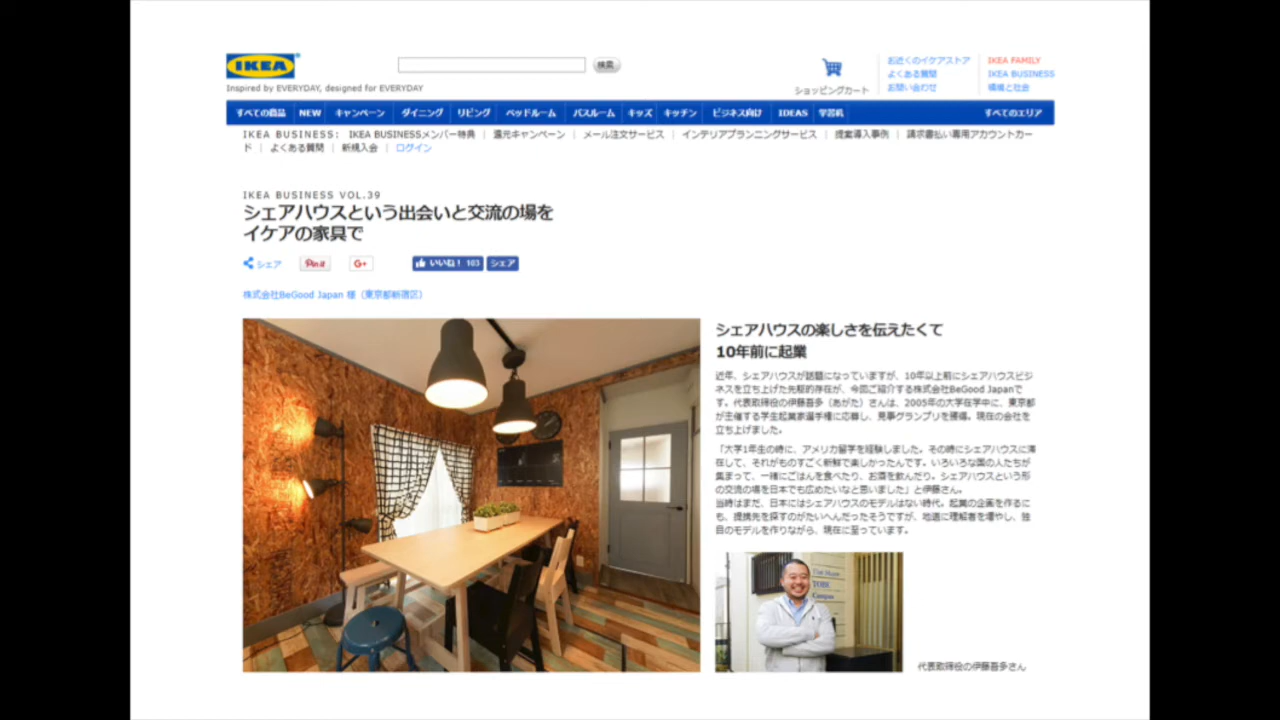 IKEA
Inspired by EVERYDAY, designed for EVERYDAY
検索
ショッピングカート
お近くのイケアストア
よくある質問
お問い合わせ
IKEA FAMILY
IKEA BUSINESS
環境と社会
すべての商品 NEW キャンペーン ダイニング リビング ベッドルーム バスルーム キッズ キッチン ビジネス向け IDEAS 学習机 すべてのエリア
IKEA BUSINESS: IKEA BUSINESSメンバー特典 | 還元キャンペーン | メール注文サービス | インテリアプランニングサービス | 提案導入事例 | 請求書払い専用アカウントカー
ド | よくある質問 | 新規入会 | ログイン
IKEA BUSINESS VOL.39
シェアハウスという出会いと交流の場を
イケアの家具で
シェア Pin it G+ いいね! 103 シェア
株式会社BeGood Japan 様（東京都新宿区）
シェアハウスの楽しさを伝えたくて
10年前に起業
近年、シェアハウスが話題になっていますが、10年以上前にシェアハウスビジ
ネスを立ち上げた先駆的存在が、今回ご紹介する株式会社BeGood Japanで
す。代表取締役の伊藤吾多（あがた）さんは、2005年の大学在学中に、東京都
が主催する学生起業家選手権に応募し、見事グランプリを獲得。現在の会社を
立ち上げました。
「大学1年生の時に、アメリカ留学を経験しました。その時にシェアハウスに滞
在して、それがものすごく新鮮で楽しかったんです。いろいろな国の人たちが
集まって、一緒にごはんを食べたり、お酒を飲んだり。シェアハウスという形
の交流の場を日本でも広めたいなと思いました」と伊藤さん。
当時はまだ、日本にはシェアハウスのモデルはない時代。起業の企画を作るに
も、提携先を探すのがたいへんだったそうですが、地道に理解者を増やし、独
自のモデルを作りながら、現在に至っています。
代表取締役の伊藤吾多さん